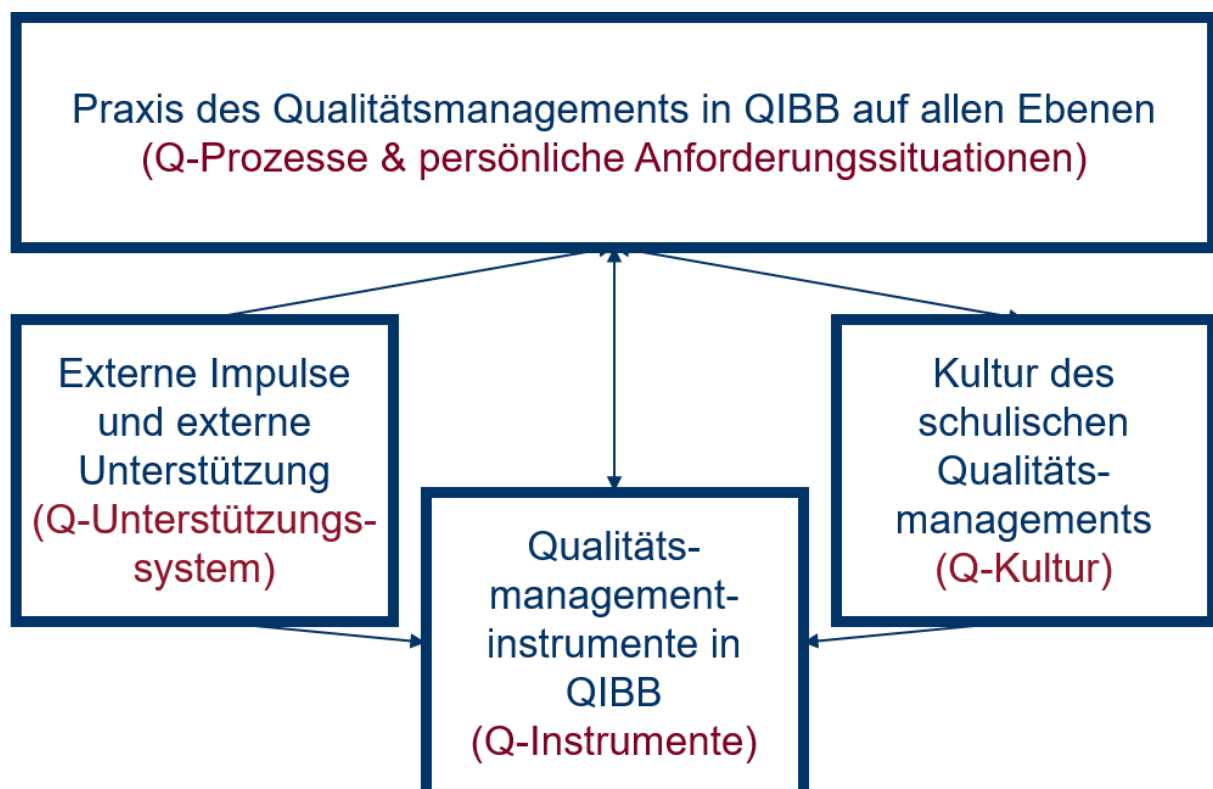 Praxis des Qualitätsmanagements in QIBB auf allen Ebenen
(Q-Prozesse & persönliche Anforderungssituationen)
Externe Impulse
und externe
Unterstützung
(Q-Unterstützungs-
system)
Qualitäts-
management-
instrumente in
QIBB
(Q-Instrumente)
Kultur des
schulischen
Qualitäts-
managements
(Q-Kultur)